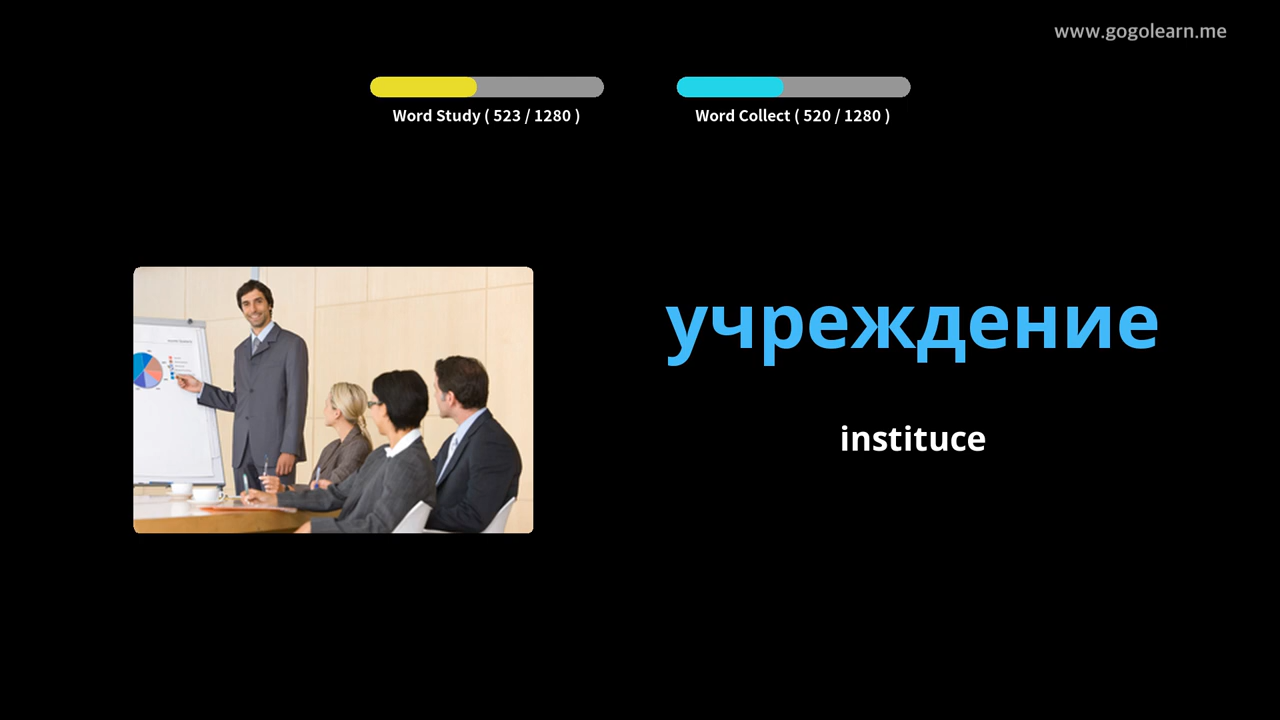 www.gogolearn.me
Word Study ( 523 / 1280 )
Word Collect ( 520 / 1280 )
учреждение
instituce